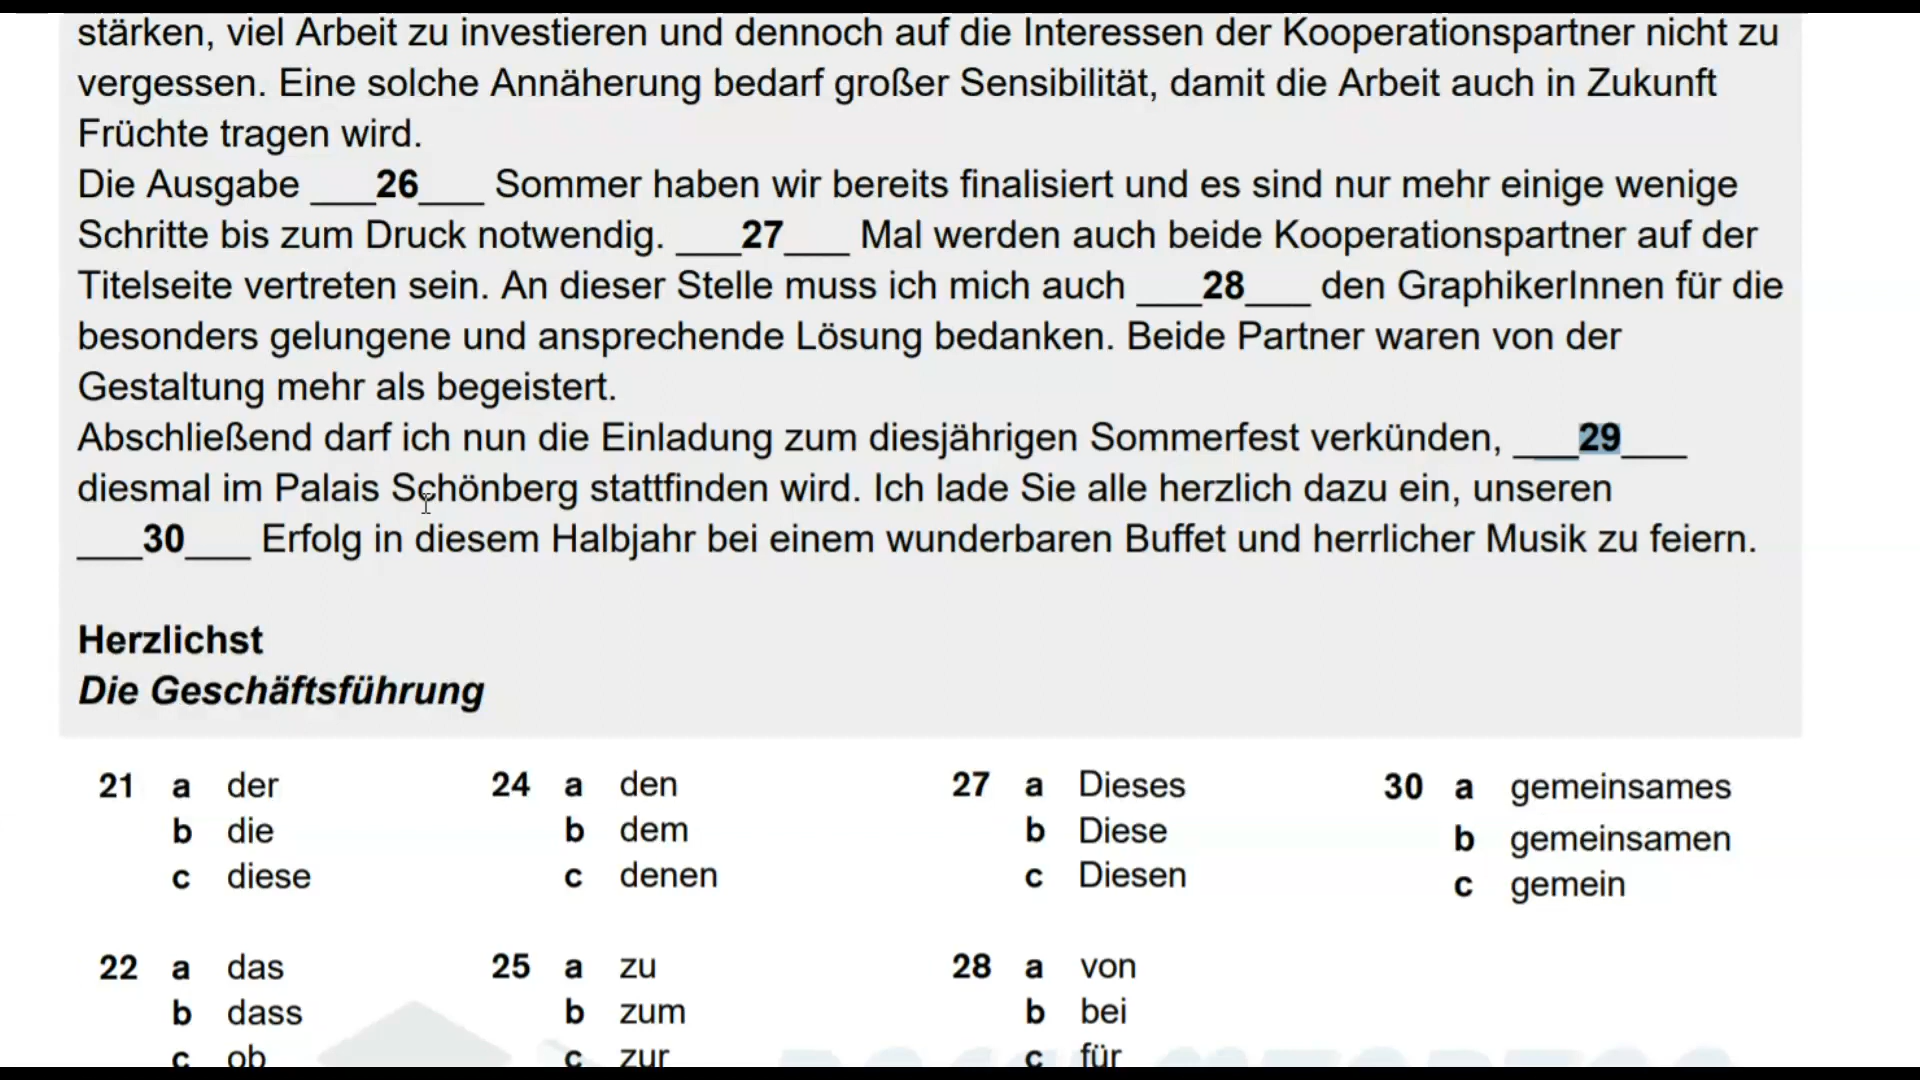 stärken, viel Arbeit zu investieren und dennoch auf die Interessen der Kooperationspartner nicht zu
vergessen. Eine solche Annäherung bedarf großer Sensibilität, damit die Arbeit auch in Zukunft
Früchte tragen wird.
Die Ausgabe ___26___ Sommer haben wir bereits finalisiert und es sind nur mehr einige wenige
Schritte bis zum Druck notwendig. ___27___ Mal werden auch beide Kooperationspartner auf der
Titelseite vertreten sein. An dieser Stelle muss ich mich auch ___28___ den GraphikerInnen für die
besonders gelungene und ansprechende Lösung bedanken. Beide Partner waren von der
Gestaltung mehr als begeistert.
Abschließend darf ich nun die Einladung zum diesjährigen Sommerfest verkünden, ___29___
diesmal im Palais Schönberg stattfinden wird. Ich lade Sie alle herzlich dazu ein, unseren
___30___ Erfolg in diesem Halbjahr bei einem wunderbaren Buffet und herrlicher Musik zu feiern.
Herzlichst
Die Geschäftsführung
21 a der 24 a den 27 a Dieses 30 a gemeinsames
b die b dem b Diese b gemeinsamen
c diese c denen c Diesen c gemein
22 a das 25 a zu 28 a von
b dass b zum b bei
c ob c zur c für